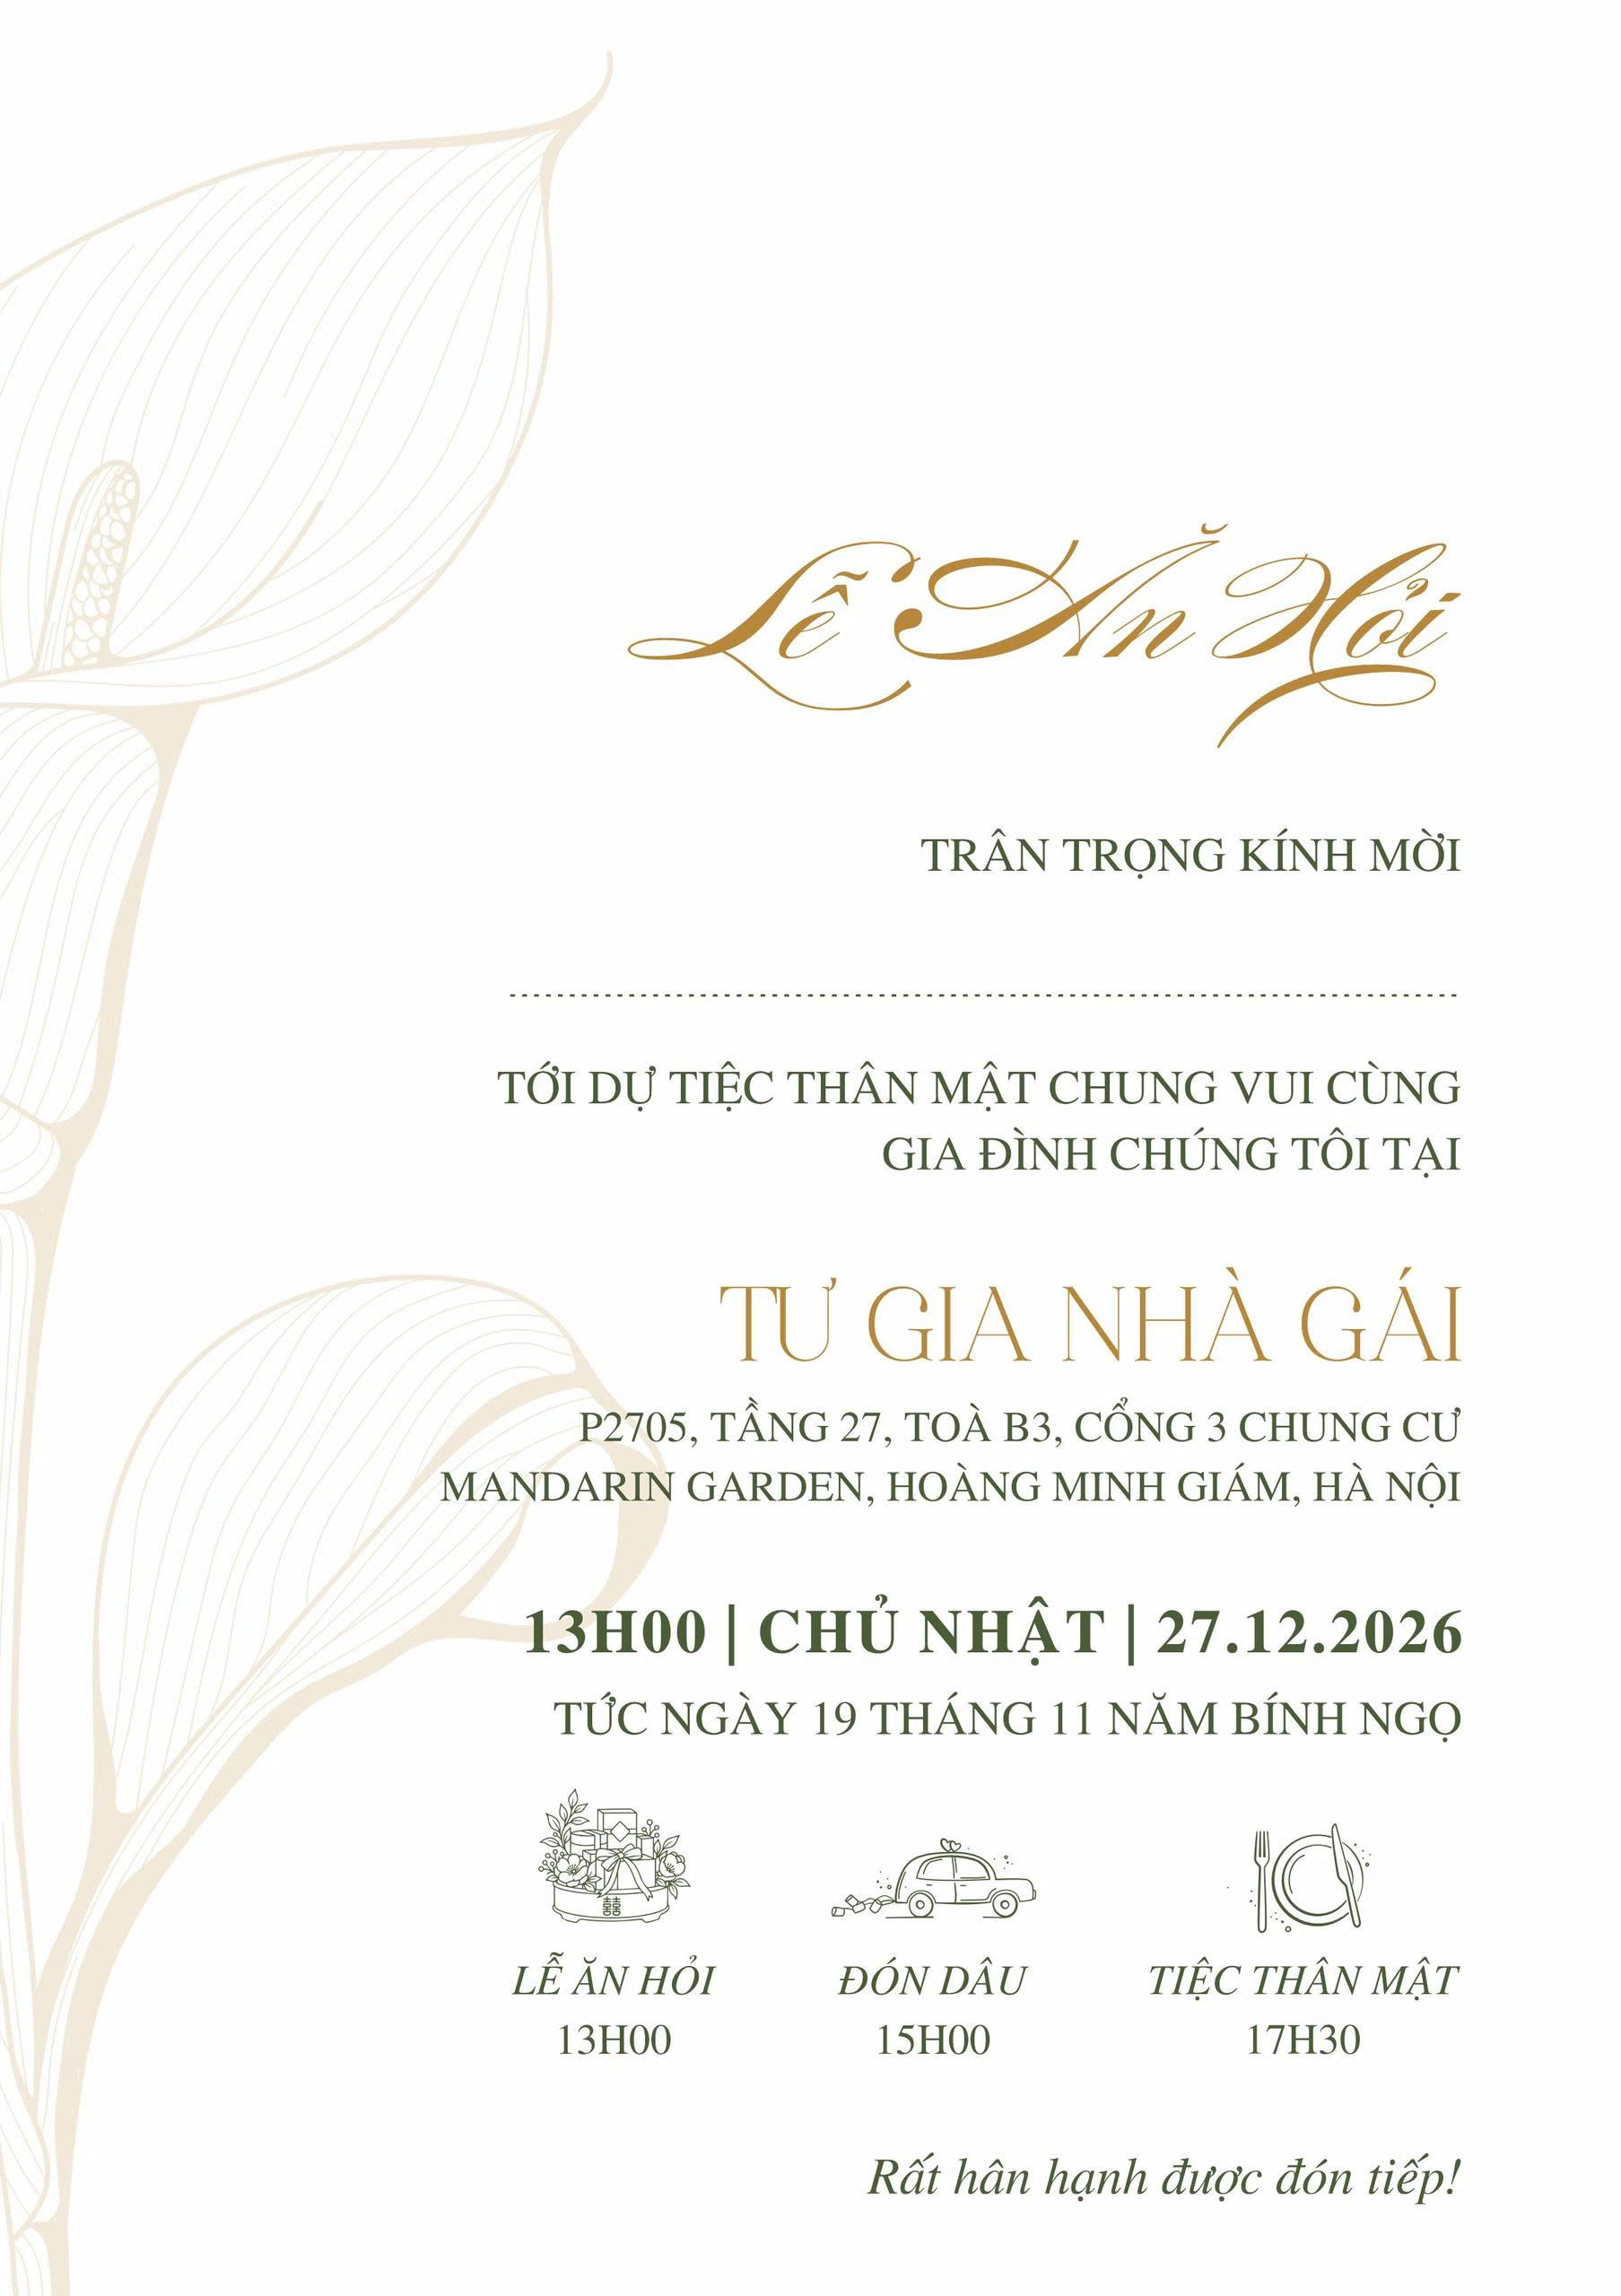 Lễ Ăn Hỏi
TRÂN TRỌNG KÍNH MỜI
TỚI DỰ TIỆC THÂN MẬT CHUNG VUI CÙNG
GIA ĐÌNH CHÚNG TÔI TẠI
TƯ GIA NHÀ GÁI
P2705, TẦNG 27, TOÀ B3, CỔNG 3 CHUNG CƯ
MANDARIN GARDEN, HOÀNG MINH GIÁM, HÀ NỘI
13H00 | CHỦ NHẬT | 27.12.2026
TỨC NGÀY 19 THÁNG 11 NĂM BÍNH NGỌ
囍
LỄ ĂN HỎI
13H00
ĐÓN DÂU
15H00
TIỆC THÂN MẬT
17H30
Rất hân hạnh được đón tiếp!